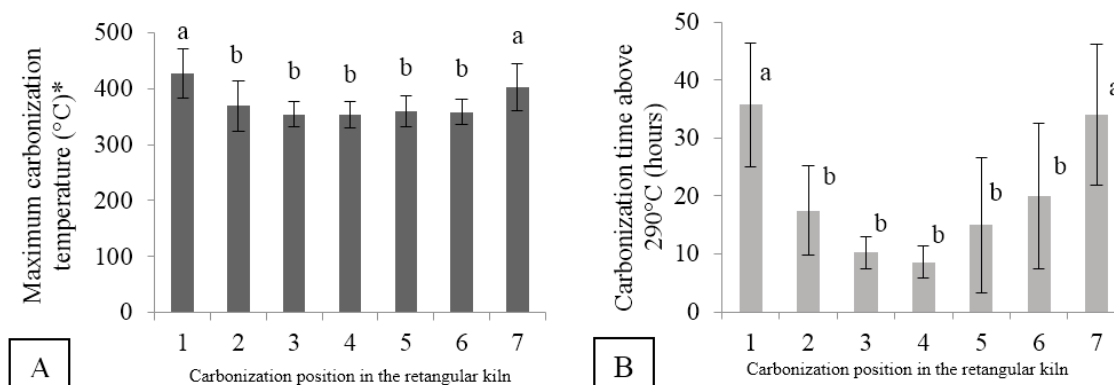 Maximum carbonization
temperature (°C)*
500
400
300
200
100
0
a
b
b
b
b
b
a
1 2 3 4 5 6 7
Carbonization position in the retangular kiln
A
Carbonization time above
290°C (hours)
50
40
30
20
10
0
a
b
b
b
b
b
a
1 2 3 4 5 6 7
Carbonization position in the retangular kiln
B